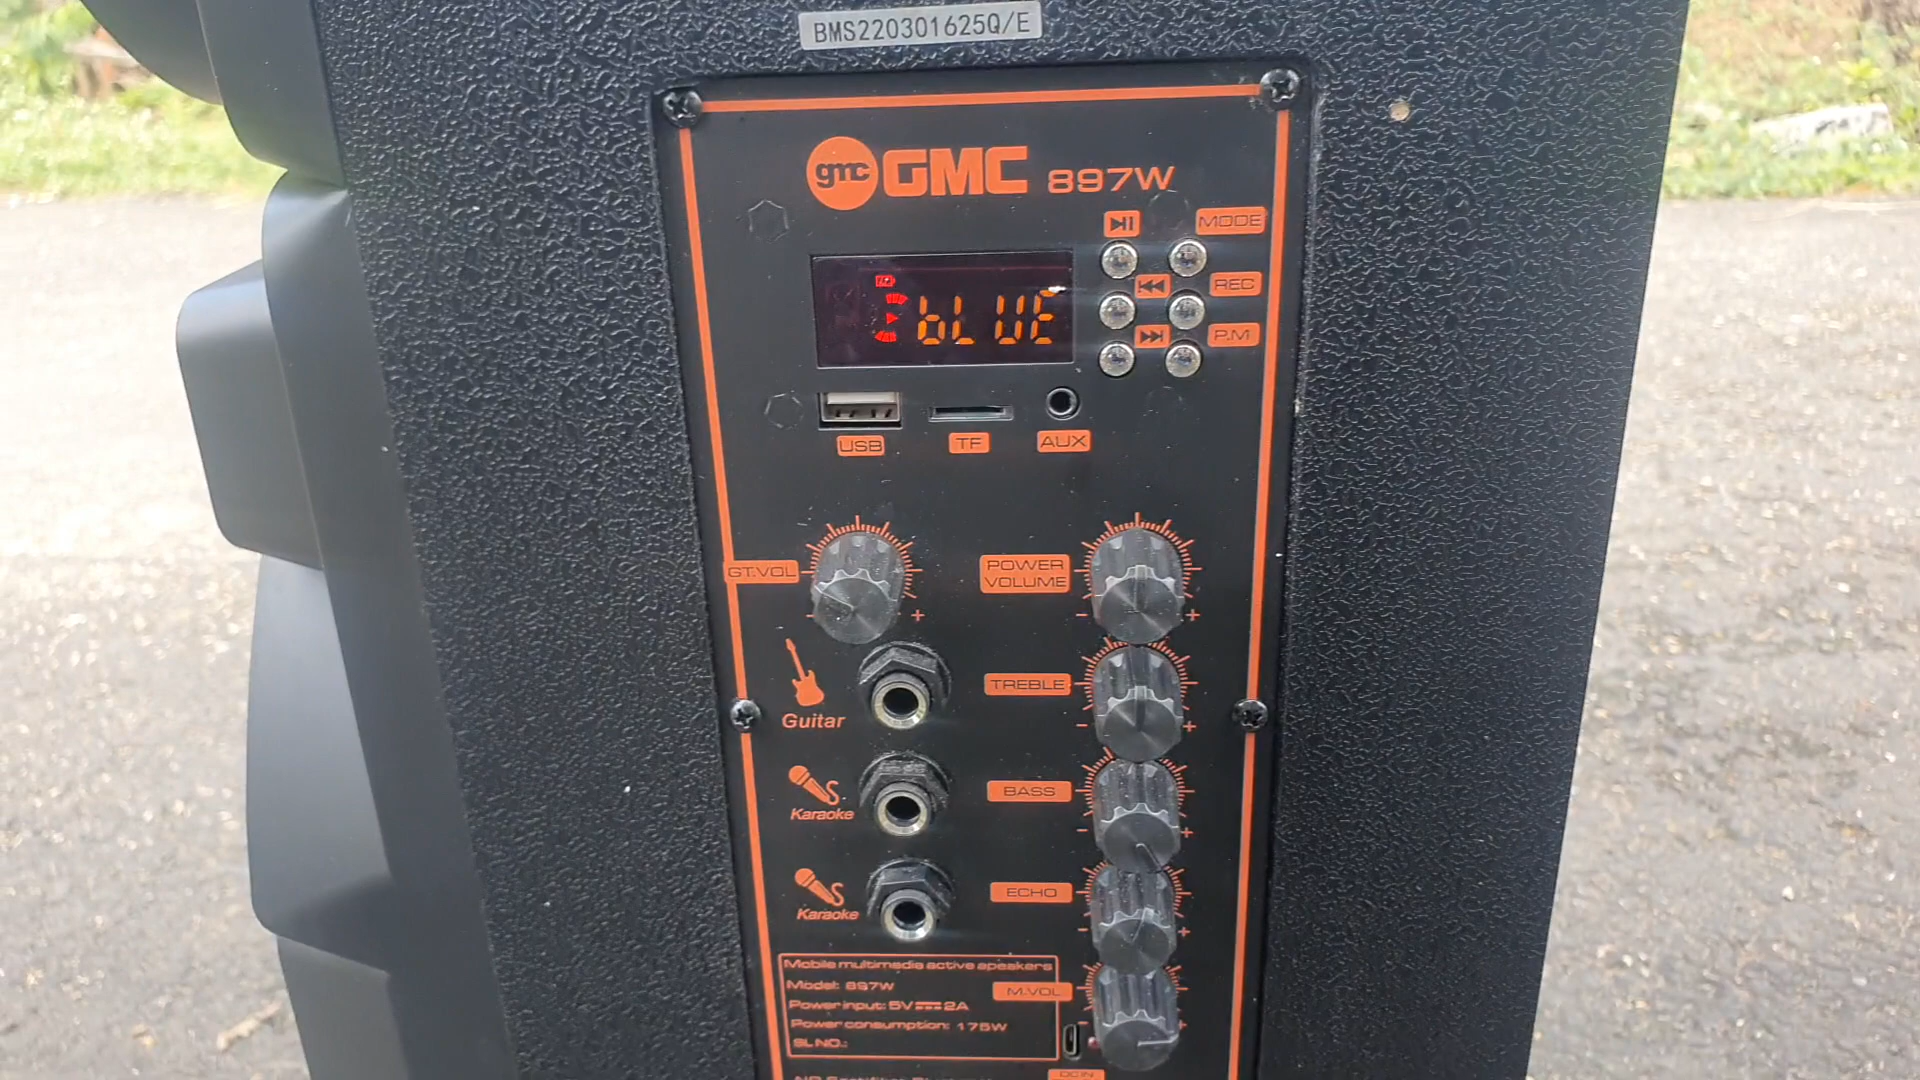 BMS220301625Q/E
gmc GMC 897W
MODE
bLUE
REC
P.M
USB TF AUX
GT.VOL
POWER
VOLUME
- +
Guitar
TREBLE
- +
Karaoke
BASS
- +
Karaoke
ECHO
- +
Mobile multimedia active speakers
Model: 897W
Power input: 5V 2A
Power consumption: 175W
SL NO.:
M.VOL
- +
DC IN